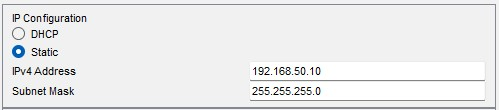 IP Configuration
DHCP
Static
IPv4 Address 192.168.50.10
Subnet Mask 255.255.255.0